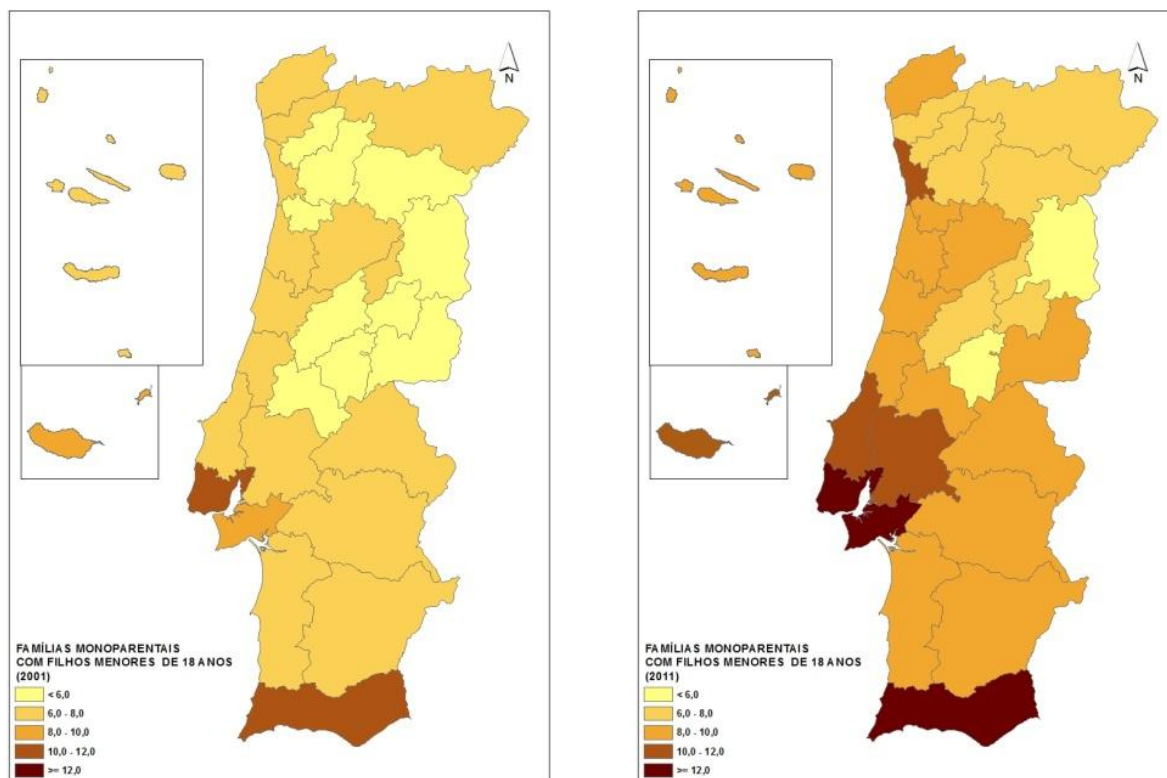 N
FAMÍLIAS MONOPARENTAIS
COM FILHOS MENORES DE 18 ANOS
(2001)
< 6,0
6,0 - 8,0
8,0 - 10,0
10,0 - 12,0
>= 12,0
N
FAMÍLIAS MONOPARENTAIS
COM FILHOS MENORES DE 18 ANOS
(2011)
< 6,0
6,0 - 8,0
8,0 - 10,0
10,0 - 12,0
>= 12,0